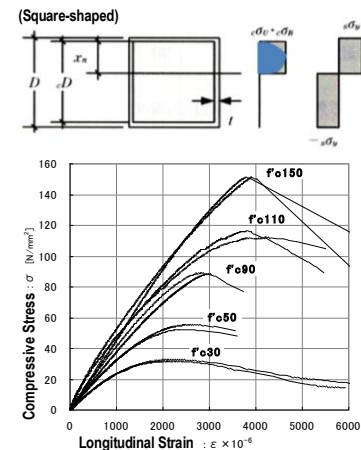 (Square-shaped)
cσU・cσB
sσy
xn
D
cD
t
-sσy
160
f'c150
140
120
f'c110
100
f'c90
80
60
f'c50
40
f'c30
20
0
Compressive Stress : σ [N/mm²]
0 1000 2000 3000 4000 5000 6000
Longitudinal Strain : ε ×10⁻⁶